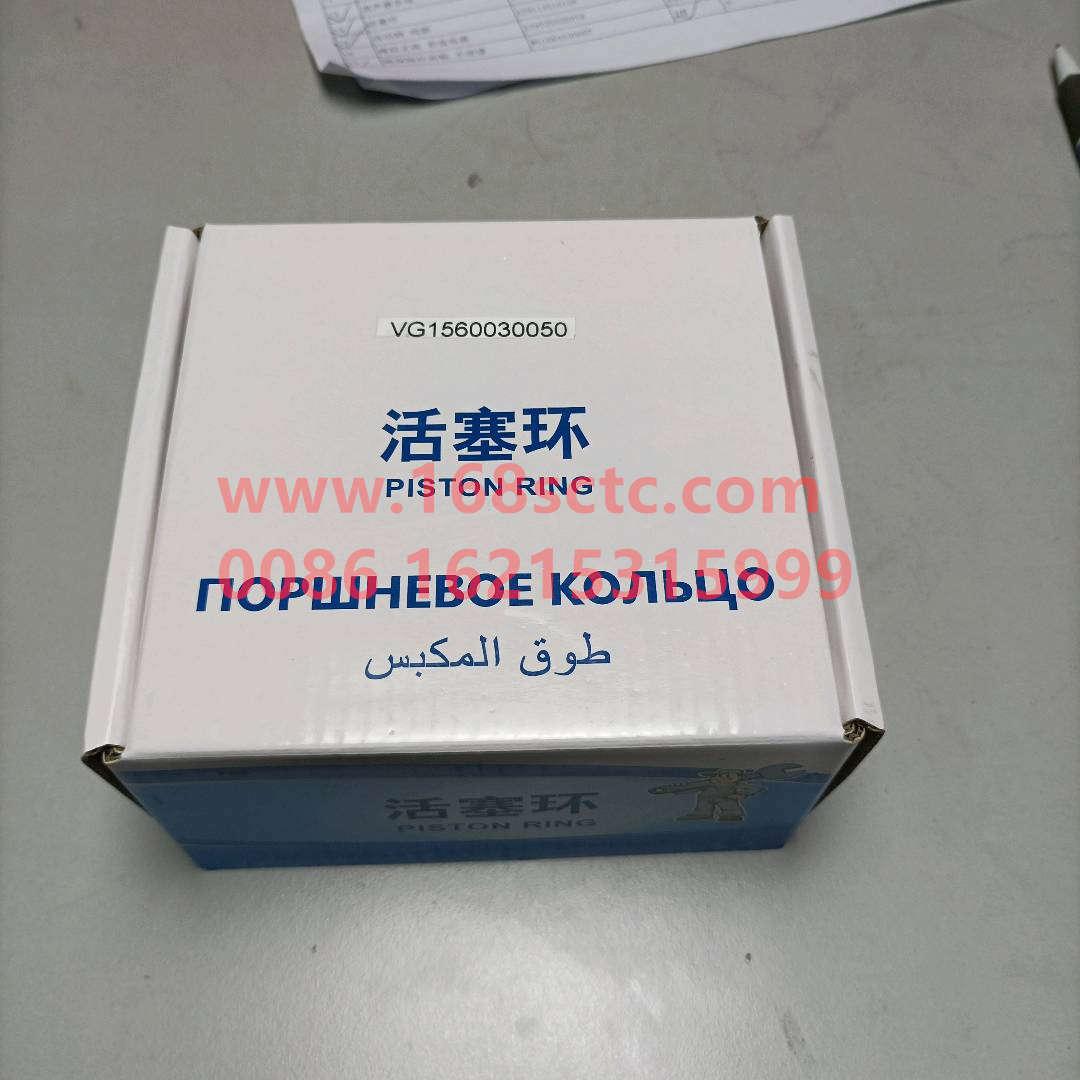 VG1560030050
活塞环
PISTON RING
www.168sctc.com
0086 16215315999
ПОРШНЕВОЕ КОЛЬЦО
طوق المكبس
活塞环
PISTON RING